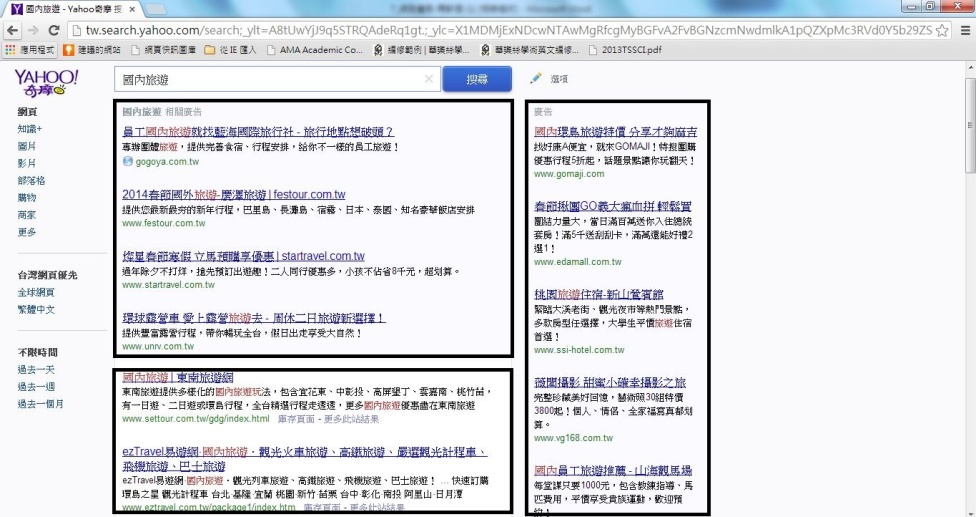 國內旅遊 - Yahoo奇摩 搜
tw.search.yahoo.com/search;_ylt=A8tUwYjJ9q5STRQAdeRq1gt.;_ylc=X1MDMjExNDcwNTAwMgRfcgMyBGFvA2FvBGNzcmNwdmlkA1pQZXpMc3RVd0Y5b29ZS
應用程式 建議的網站 網頁快訊圖庫 從 IE 匯入 AMA Academic Co... 2013TSSCI.pdf
YAHOO!
奇摩
國內旅遊
搜尋
選項
網頁
知識+
圖片
影片
部落格
購物
商家
更多
台灣網頁優先
全球網頁
繁體中文
不限時間
過去一天
過去一週
過去一個月
國內旅遊 相關廣告
員工國內旅遊就找藍海國際旅行社 - 旅行地點想破頭?
專辦團體旅遊,提供完善食宿、行程安排,給你不一樣的員工旅遊!
gogoya.com.tw
2014春節國外旅遊-慶澤旅遊 | festour.com.tw
提供您最新最夯的新年行程,巴里島、長灘島、宿霧、日本、泰國、知名豪華飯店安排
www.festour.com.tw
燦星春節寒假 立馬預購享優惠 | startravel.com.tw
過年除夕不打烊,搶先預訂出遊趣!二人同行優惠多,小孩不佔省8千元,超划算。
www.startravel.com.tw
環球露營車 愛上露營旅遊去 - 周休二日旅遊新選擇!
提供豐富露營行程,帶你暢玩全台,假日出走享受大自然!
www.unrv.com.tw
國內旅遊 | 東南旅遊網
東南旅遊提供多樣化的國內旅遊玩法,包含宜花東、中彰投、高屏墾丁、雲嘉南、桃竹苗,
有一日遊、二日遊或環島行程,全台精選行程走透透,更多國內旅遊優惠盡在東南旅遊
www.settour.com.tw/gdg/index.html 庫存頁面 - 更多此站結果
ezTravel易遊網-國內旅遊‧觀光火車旅遊、高鐵旅遊、嚴選觀光計程車、
飛機旅遊、巴士旅遊
ezTravel易遊網-國內旅遊‧觀光列車旅遊、高鐵旅遊、飛機旅遊、巴士旅遊! ... 快速訂購
環島之星 觀光計程車 台北‧基隆‧宜蘭 桃園‧新竹‧苗栗 台中‧彰化‧南投 阿里山‧日月潭
www.eztravel.com.tw/package1/index.htm 庫存頁面 - 更多此站結果
廣告
國內環島旅遊特價 分享才夠麻吉
找好康A便宜,就來GOMAJI!特搜團購
優惠行程5折起,話題景點讓你玩翻天!
www.gomaji.com
春節揪團GO義大瘋血拼 輕鬆買
團結力量大,當日滿百萬送你入住總統
套房!滿5千送刮刮卡,滿萬還能好禮2
選1!
www.edamall.com.tw
桃園旅遊住宿-新山鶯賓館
緊臨大溪老街、觀光夜市等熱門景點,
多款房型任選擇,大學生平價旅遊住宿
首選!
www.ssi-hotel.com.tw
薇閣攝影 甜蜜小確幸攝影之旅
完整珍藏美好回憶,藝術照30組特價
3800起!個人、情侶、全家福寫真都划
算。
www.vg168.com.tw
國內員工旅遊推薦 - 山海觀馬場
每堂課只要1000元,包含教練指導、馬
匹費用,平價享受貴族運動,歡迎預
約!